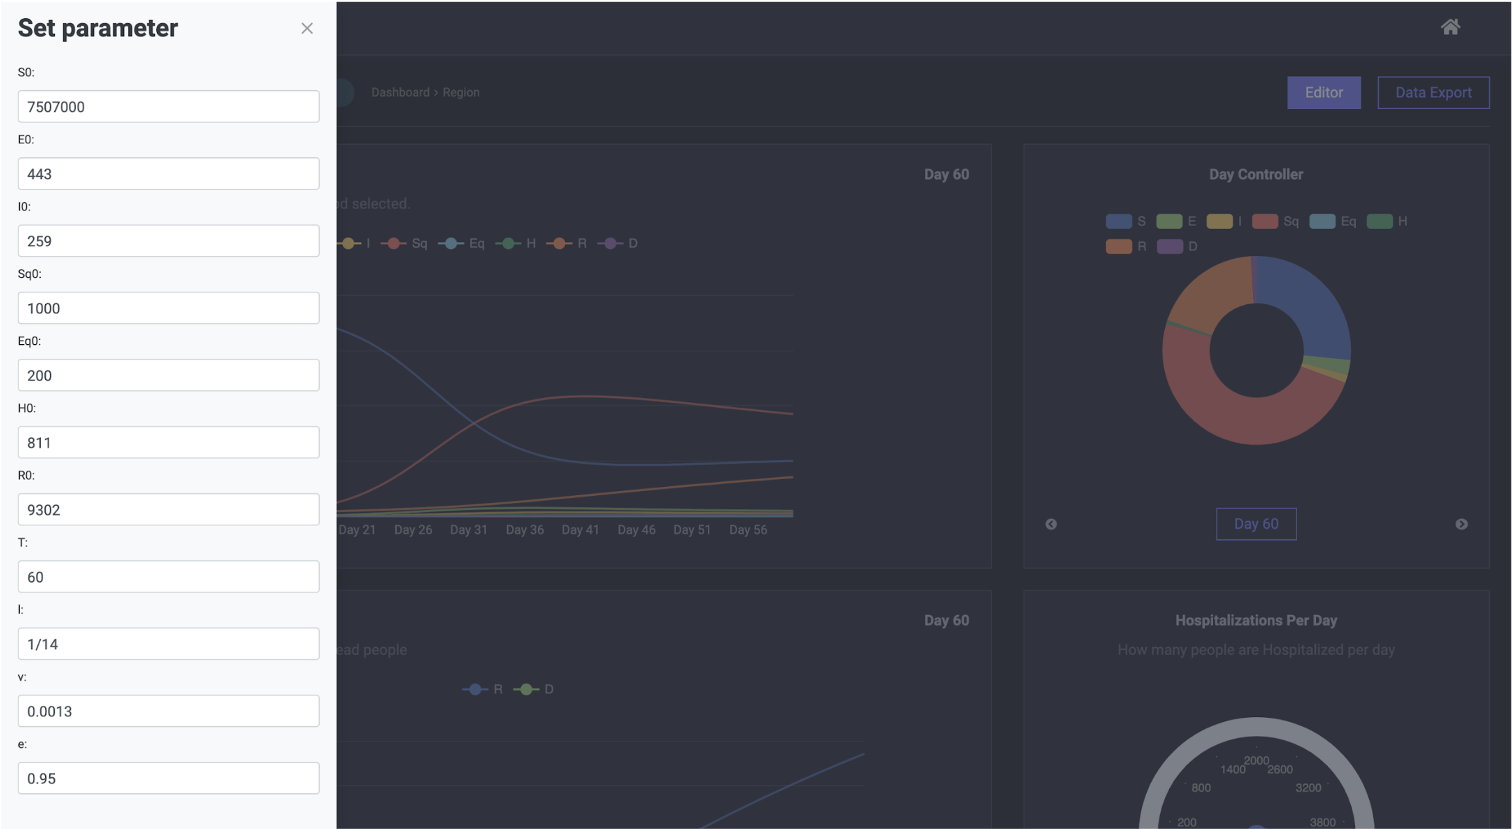 Set parameter
S0:
7507000
E0:
443
I0:
259
Sq0:
1000
Eq0:
200
H0:
811
R0:
9302
T:
60
l:
1/14
v:
0.0013
e:
0.95
Dashboard > Region
Editor
Data Export
Day 60
selected.
I Sq Eq H R D
Day 21 Day 26 Day 31 Day 36 Day 41 Day 46 Day 51 Day 56
Day Controller
S E I Sq Eq H
R D
Day 60
Day 60
people
R D
Hospitalizations Per Day
How many people are Hospitalized per day
200
800
1400
2000
2600
3200
3800